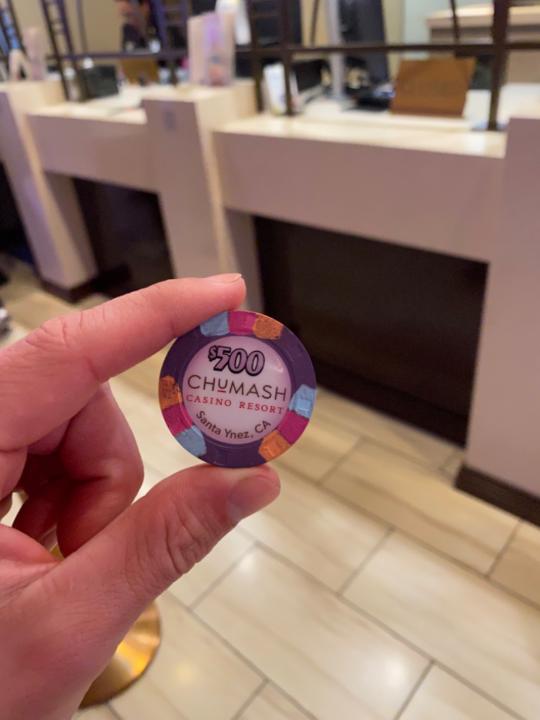 $500
CHUMASH
CASINO RESORT
Santa Ynez, CA